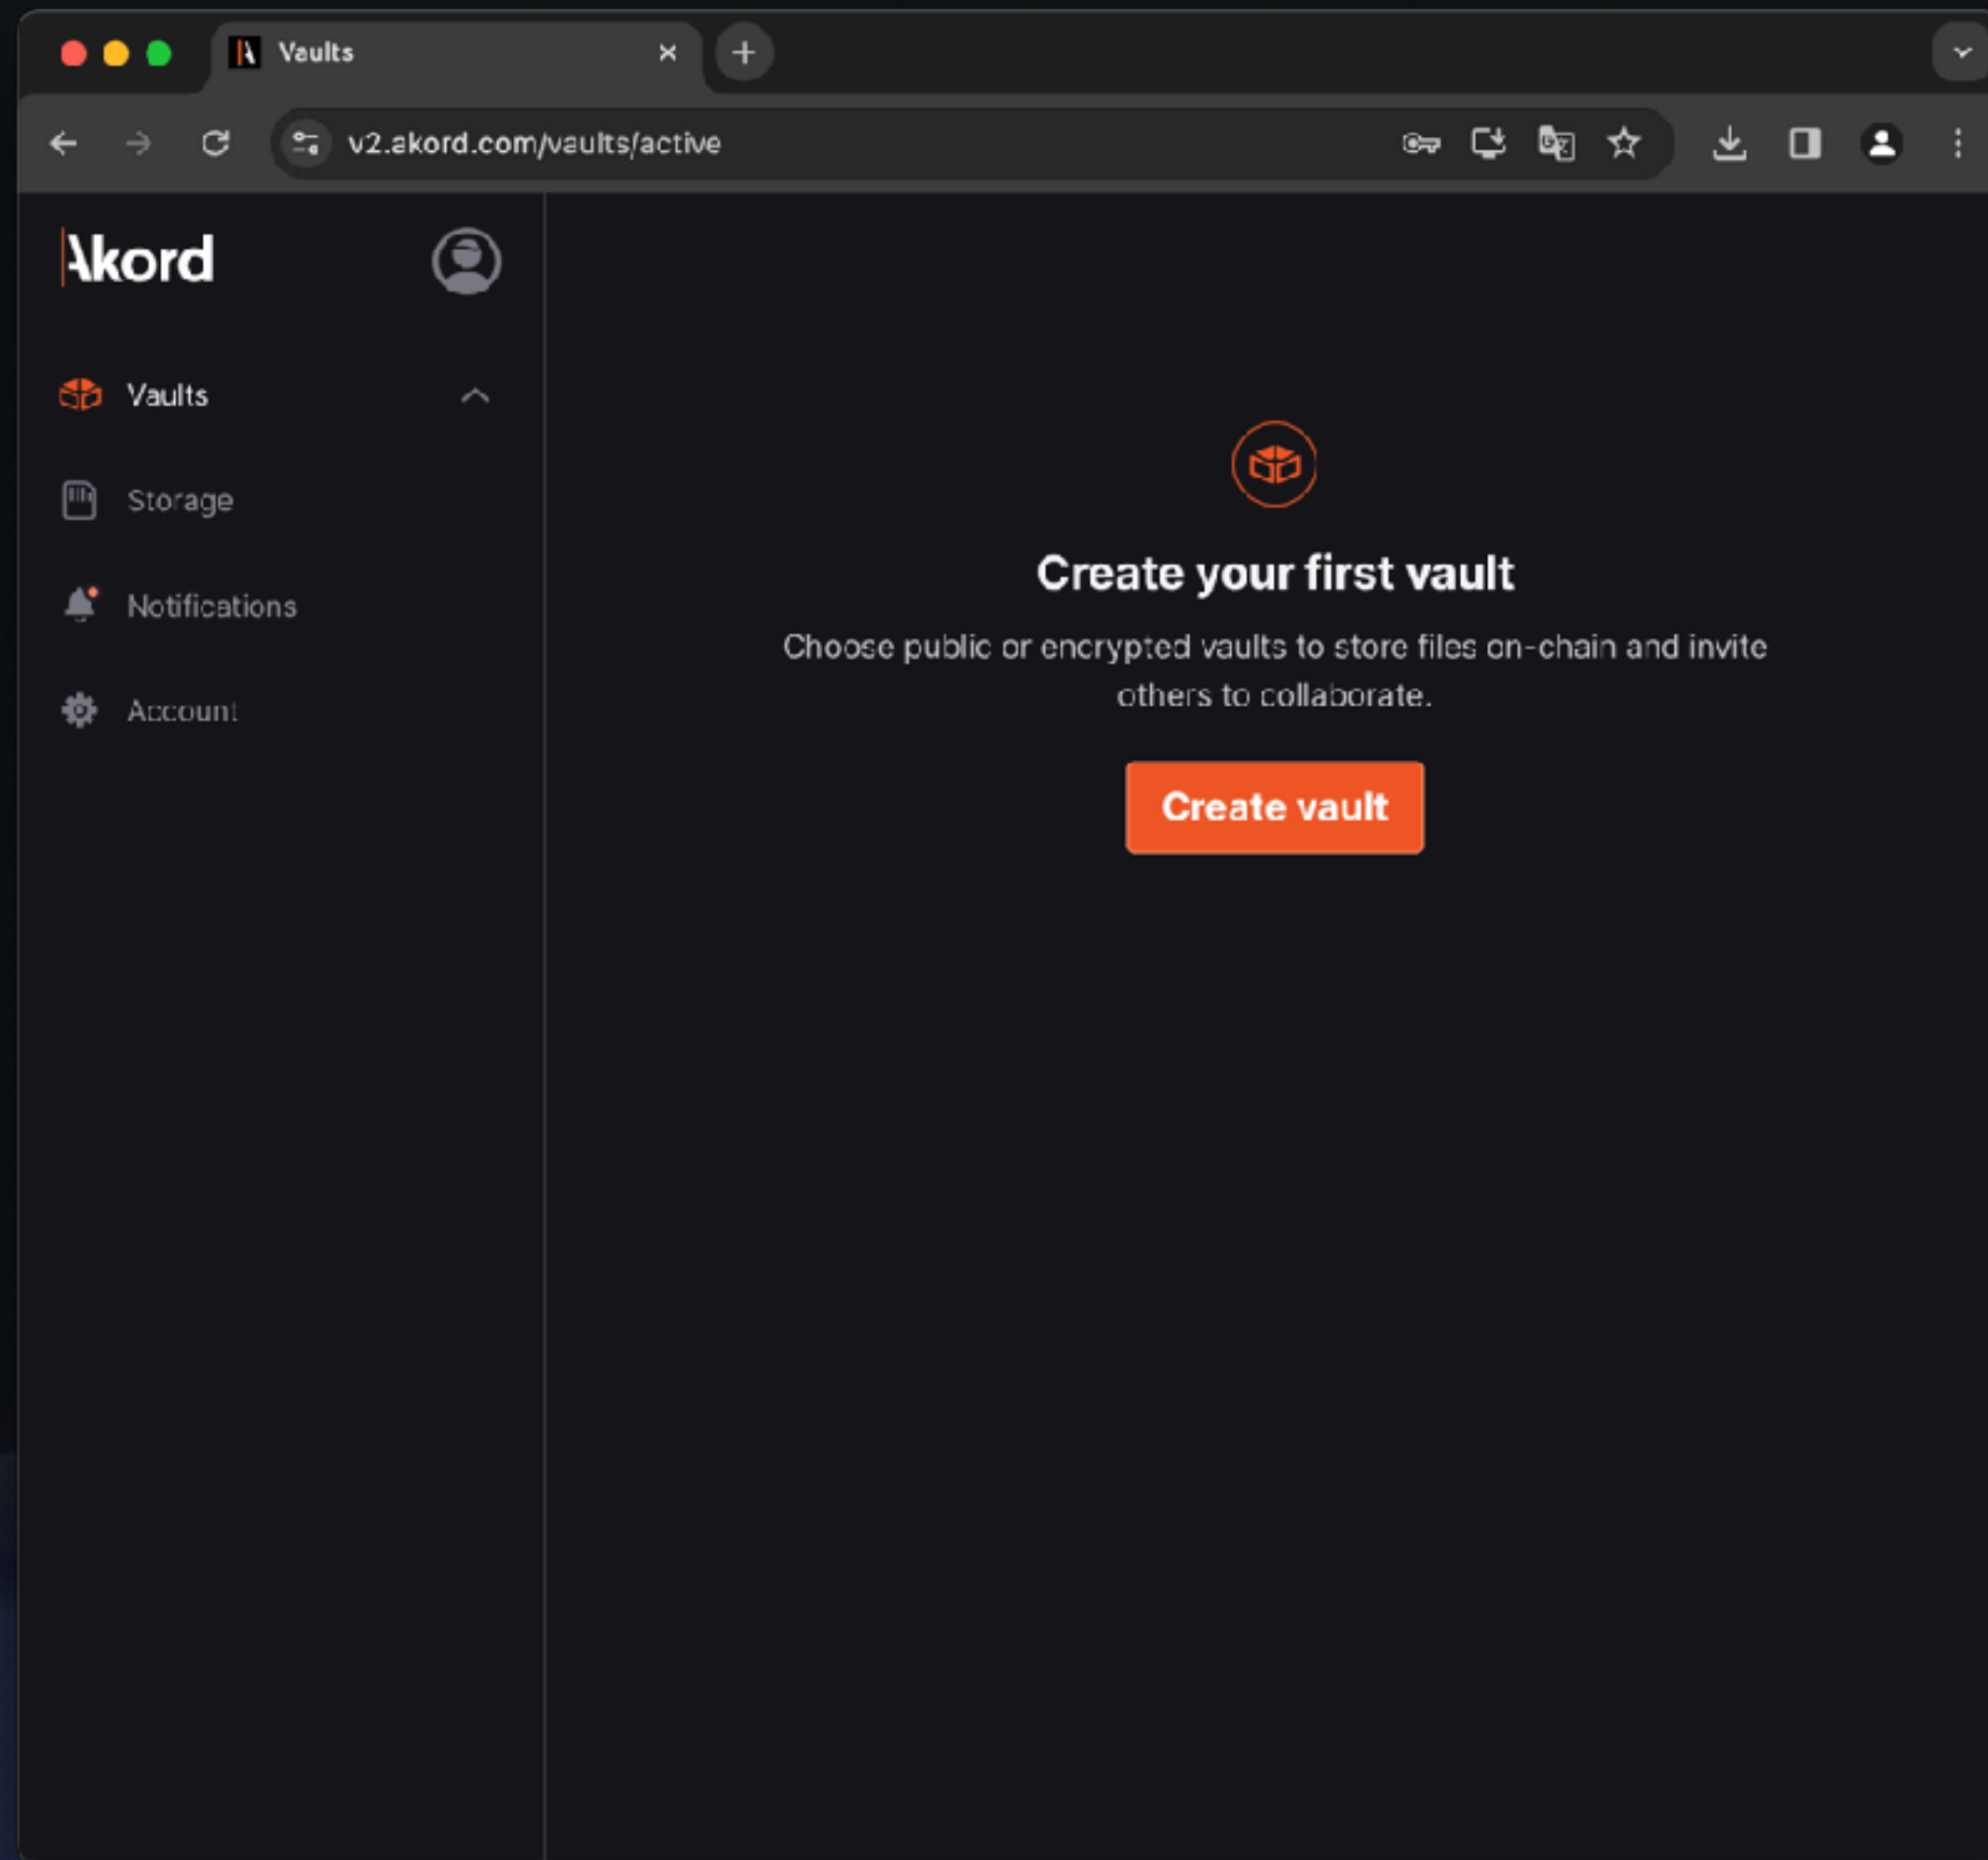 Vaults
v2.akord.com/vaults/active
Akord
Vaults
Storage
Notifications
Account
Create your first vault
Choose public or encrypted vaults to store files on-chain and invite
others to collaborate.
Create vault